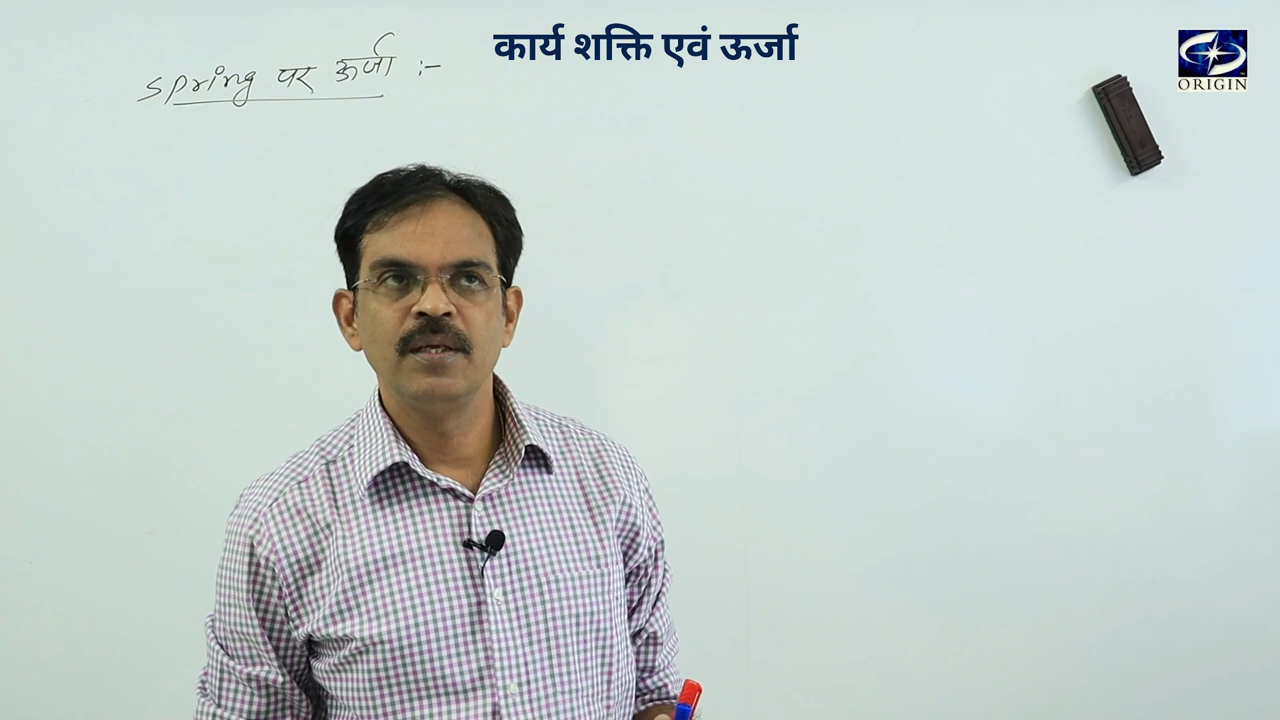 कार्य शक्ति एवं ऊर्जा
spring पर ऊर्जा :-
ORIGIN